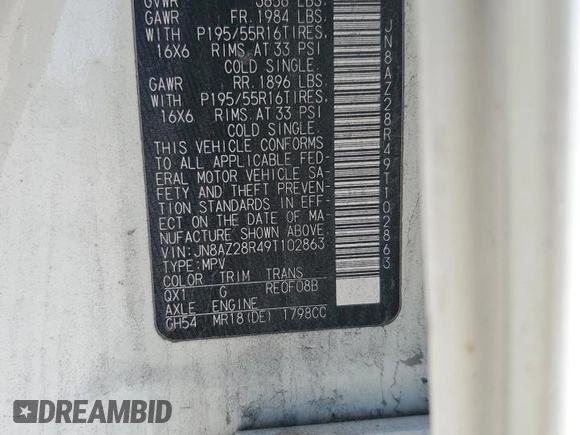 GVWR 3858 LBS.
GAWR FR. 1984 LBS.
WITH P195/55R16TIRES,
16X6 RIMS AT 33 PSI
COLD SINGLE.
GAWR RR. 1896 LBS.
WITH P195/55R16TIRES,
16X6 RIMS AT 33 PSI
COLD SINGLE.
THIS VEHICLE CONFORMS
TO ALL APPLICABLE FED-
ERAL MOTOR VEHICLE SA-
FETY AND THEFT PREVEN-
TION STANDARDS IN EFF-
ECT ON THE DATE OF MA-
NUFACTURE SHOWN ABOVE.
VIN:JN8AZ28R49T102863
TYPE:MPV
COLOR TRIM TRANS
QX1 G RE0F08B
AXLE ENGINE
GH54 MR18(DE) 1798CC
JN8AZ28R49T102863
DREAMBID